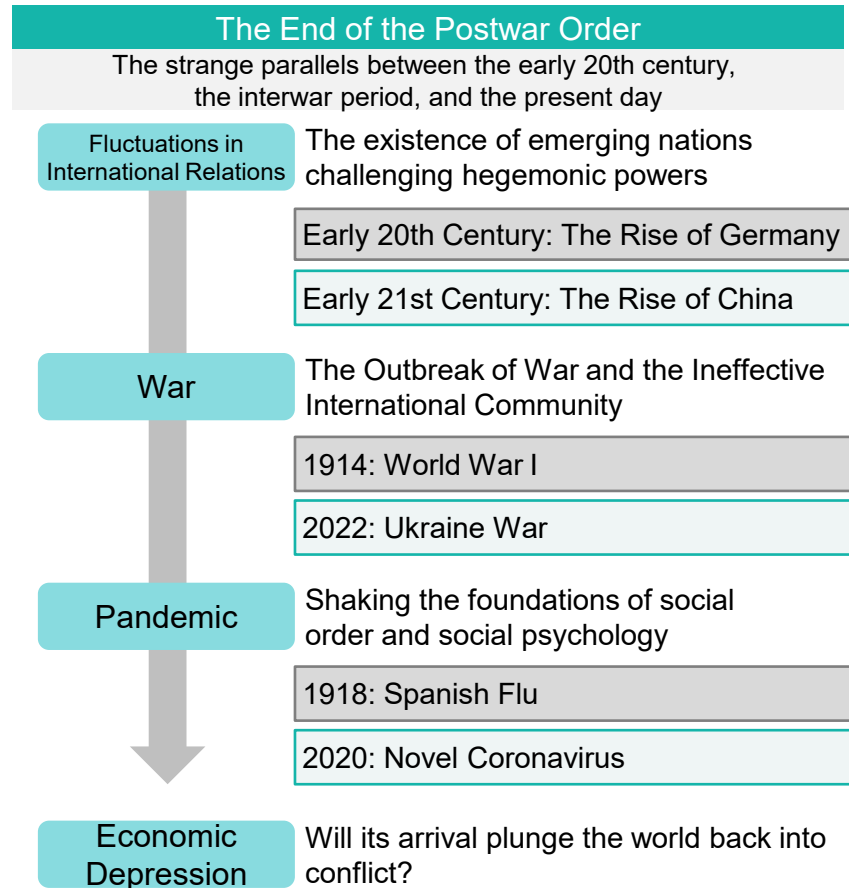 The End of the Postwar Order
The strange parallels between the early 20th century,
the interwar period, and the present day
Fluctuations in
International Relations
The existence of emerging nations
challenging hegemonic powers
Early 20th Century: The Rise of Germany
Early 21st Century: The Rise of China
War
The Outbreak of War and the Ineffective
International Community
1914: World War I
2022: Ukraine War
Pandemic
Shaking the foundations of social
order and social psychology
1918: Spanish Flu
2020: Novel Coronavirus
Economic
Depression
Will its arrival plunge the world back into
conflict?